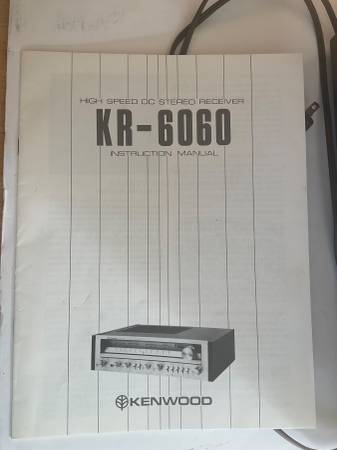 HIGH SPEED DC STEREO RECEIVER
KR-6060
INSTRUCTION MANUAL
KENWOOD